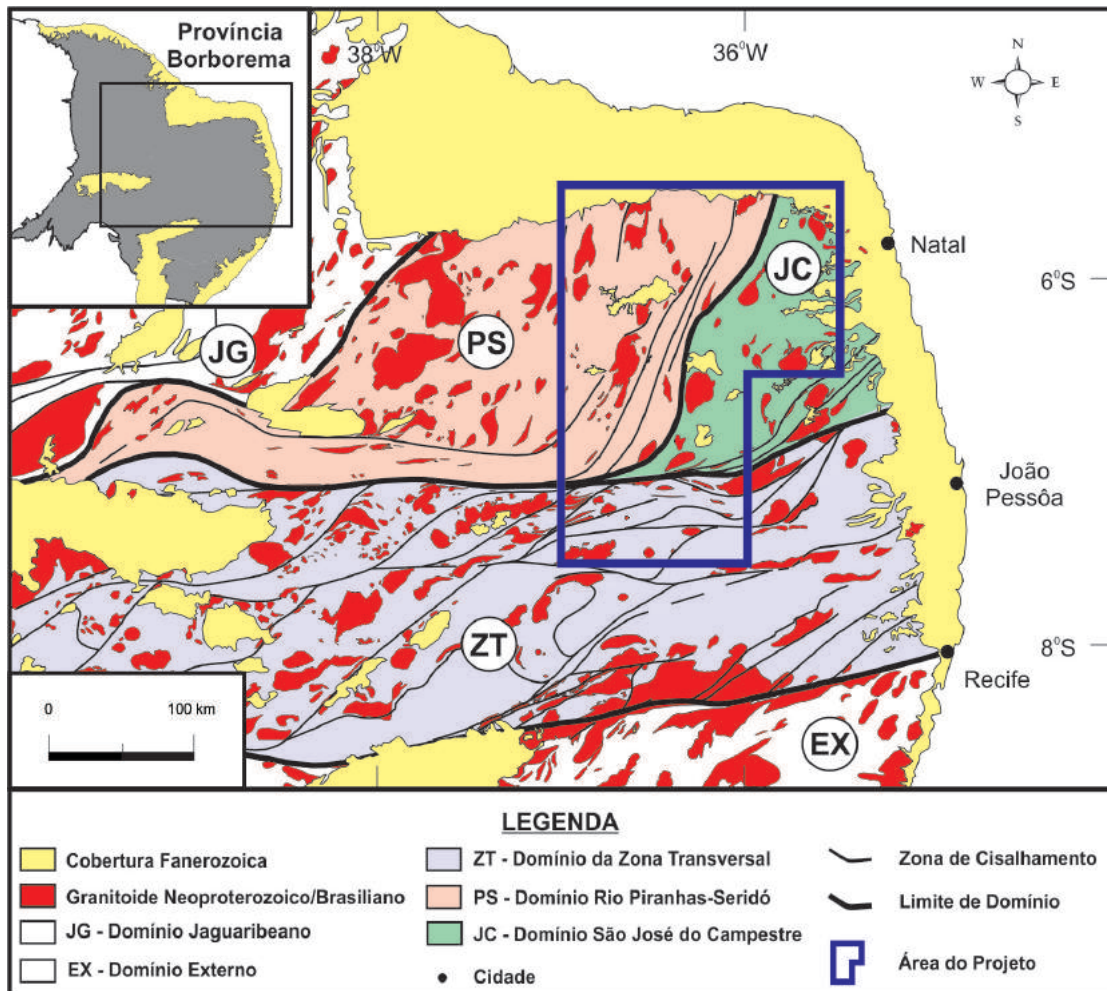 Província
Borborema
38°W
36°W
N
W
E
S
Natal
6°S
JC
PS
JG
João
Pessôa
ZT
8°S
Recife
0
100 km
EX
LEGENDA
Cobertura Fanerozoica
Granitoide Neoproterozoico/Brasiliano
JG - Domínio Jaguaribeano
EX - Domínio Externo
ZT - Domínio da Zona Transversal
PS - Domínio Rio Piranhas-Seridó
JC - Domínio São José do Campestre
Cidade
Zona de Cisalhamento
Limite de Domínio
Área do Projeto